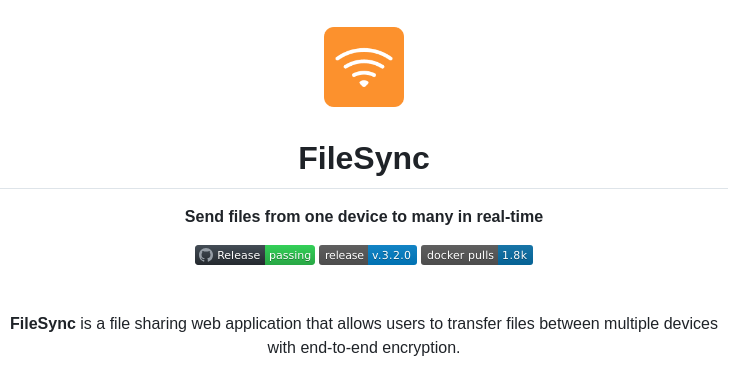 FileSync
Send files from one device to many in real-time
Release passing release v.3.2.0 docker pulls 1.8k
FileSync is a file sharing web application that allows users to transfer files between multiple devices
with end-to-end encryption.